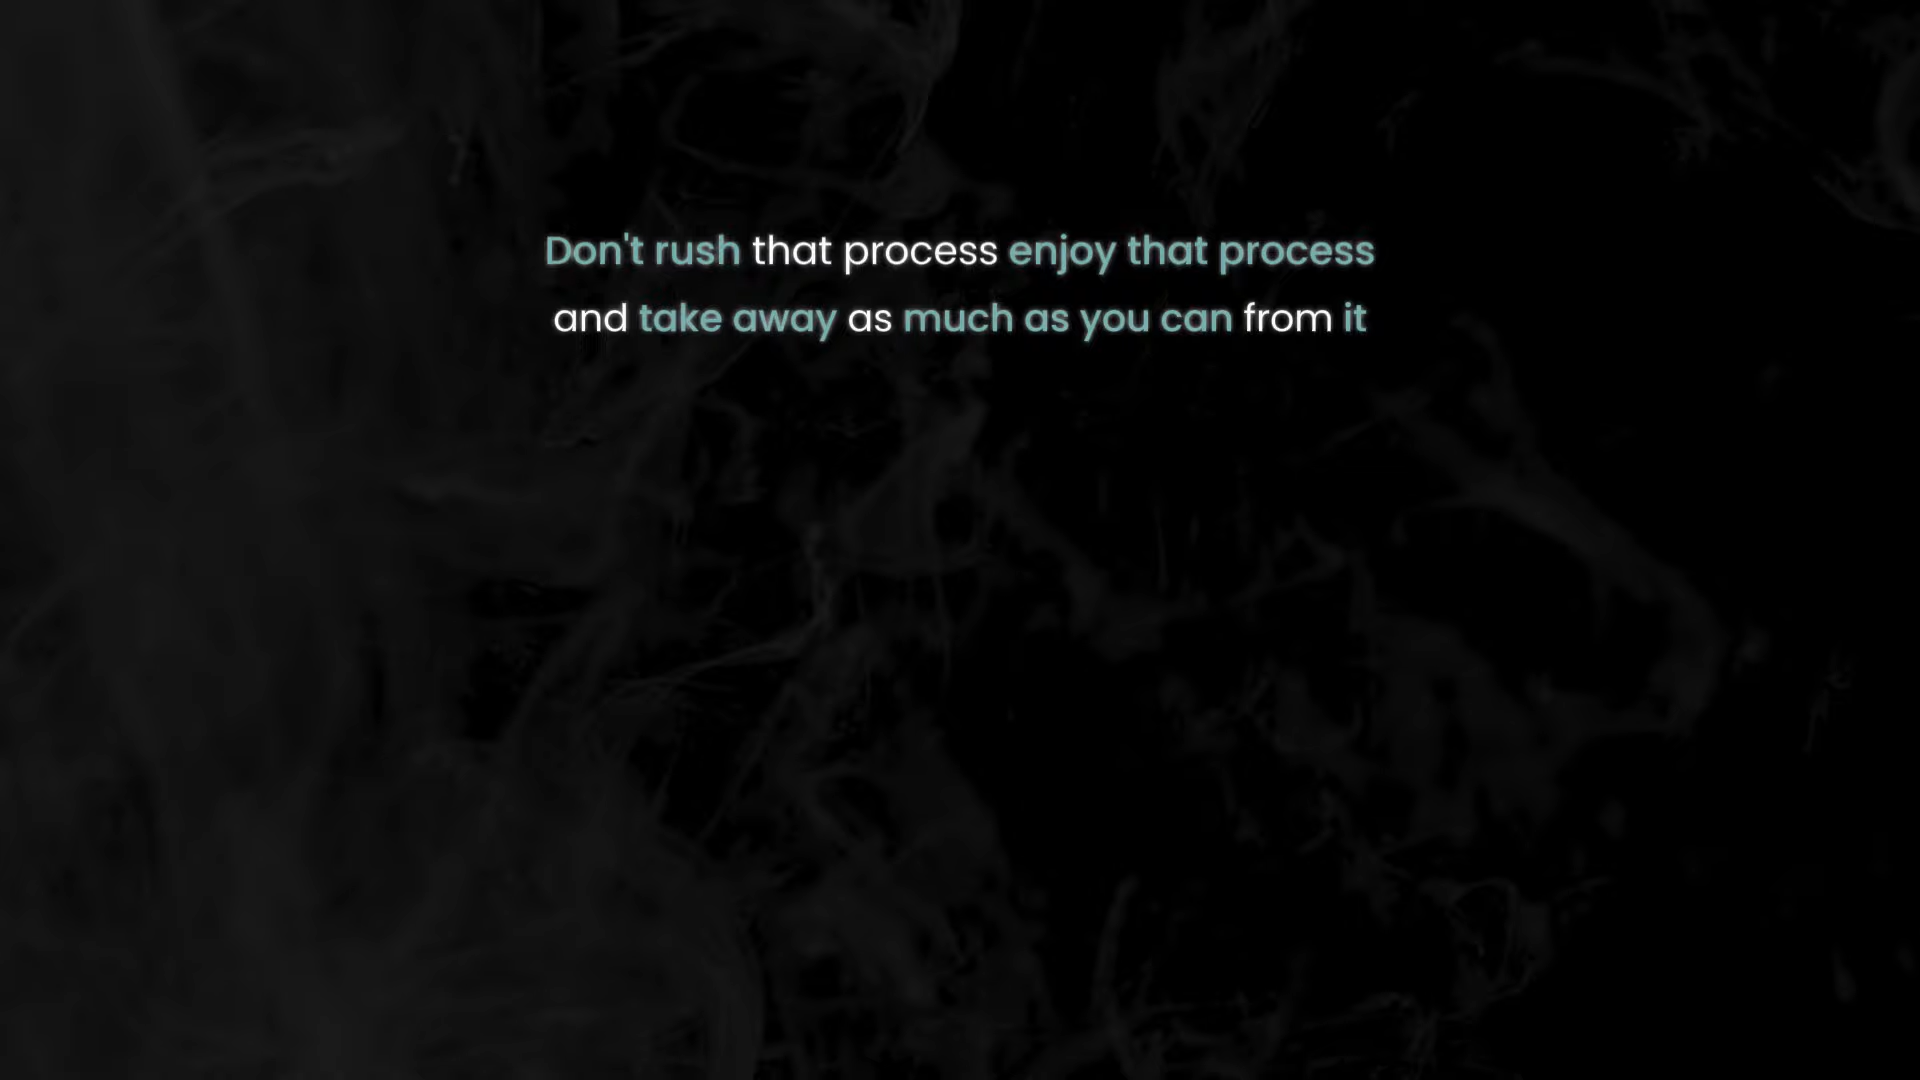 Don't rush that process enjoy that process
and take away as much as you can from it